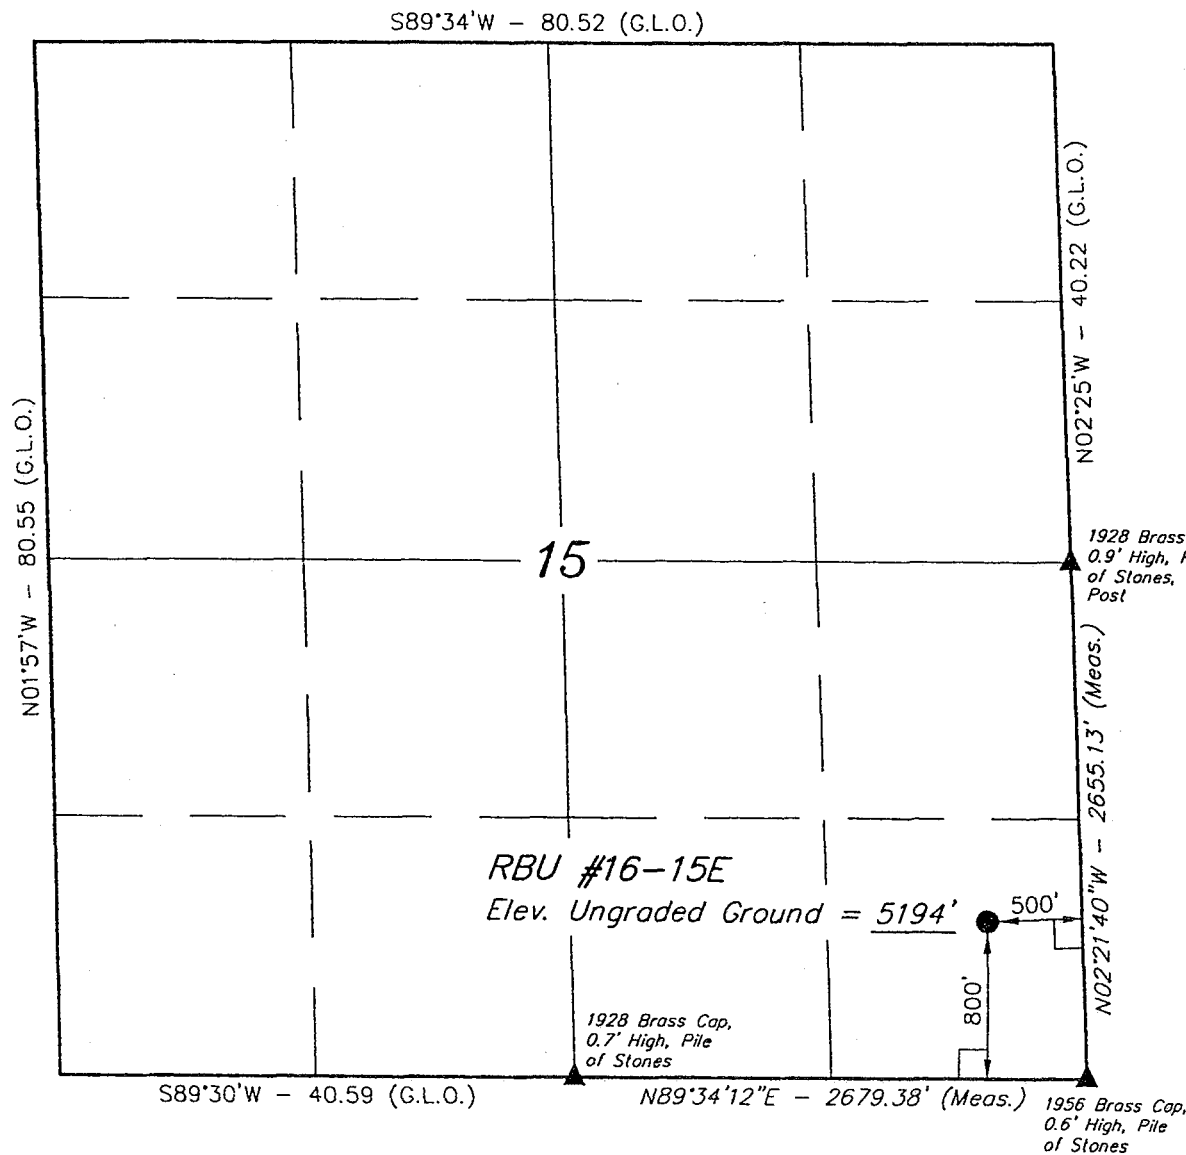 S89°34'W - 80.52 (G.L.O.)
N02°25'W - 40.22 (G.L.O.)
N01°57'W - 80.55 (G.L.O.)
15
1928 Brass
0.9' High,
of Stones,
Post
N02°21'40"W - 2655.13' (Meas.)
RBU #16-15E
Elev. Ungraded Ground = 5194'
500'
800'
1928 Brass Cap,
0.7' High, Pile
of Stones
S89°30'W - 40.59 (G.L.O.)
N89°34'12"E - 2679.38' (Meas.)
1956 Brass Cap,
0.6' High, Pile
of Stones